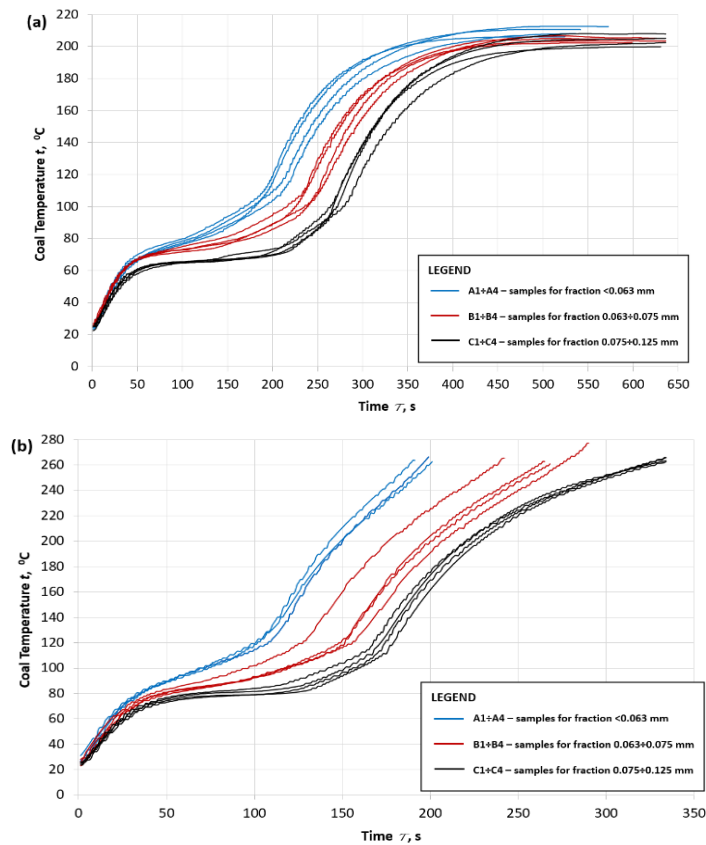 (a)
220
200
180
160
140
120
100
80
60
40
20
0
Coal Temperature t, ⁰C
0 50 100 150 200 250 300 350 400 450 500 550 600 650
Time τ, s
LEGEND
A1÷A4 – samples for fraction <0.063 mm
B1÷B4 – samples for fraction 0.063÷0.075 mm
C1÷C4 – samples for fraction 0.075÷0.125 mm
(b)
280
260
240
220
200
180
160
140
120
100
80
60
40
20
0
Coal Temperature t, ⁰C
0 50 100 150 200 250 300 350
Time τ, s
LEGEND
A1÷A4 – samples for fraction <0.063 mm
B1÷B4 – samples for fraction 0.063÷0.075 mm
C1÷C4 – samples for fraction 0.075÷0.125 mm